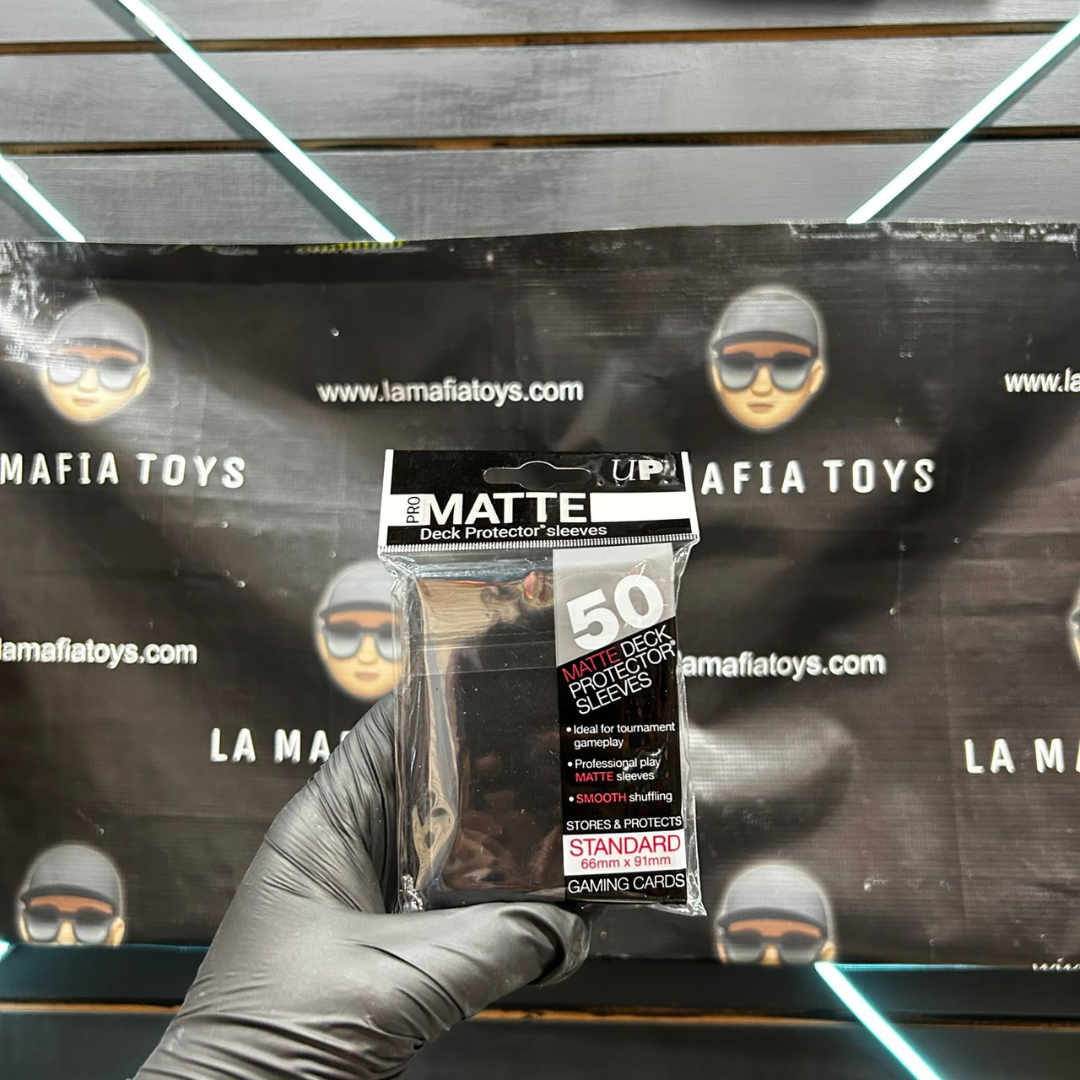 www.lamafiatoys.com
www.la
MAFIA TOYS
AFIA TOYS
UP
PRO
MATTE
Deck Protector® sleeves
50
MATTE DECK
PROTECTOR®
SLEEVES
lamafiatoys.com
lamafiatoys.com
• Ideal for tournament
gameplay
• Professional play
MATTE sleeves
• SMOOTH shuffling
LA MA
LA MA
STORES & PROTECTS
STANDARD
66mm x 91mm
GAMING CARDS